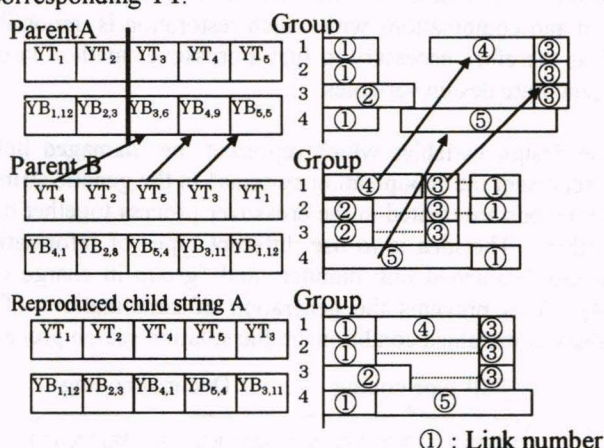 ParentA
YT1 YT2 YT3 YT4 YT5
YB1,12 YB2,3 YB3,6 YB4,9 YB5,5
Group
1 ① ④ ③
2 ① ③
3 ② ③
4 ① ⑤
Parent B
YT4 YT2 YT5 YT3 YT1
YB4,1 YB2,8 YB5,4 YB3,11 YB1,12
Group
1 ④ ③ ①
2 ② ③ ①
3 ② ③
4 ⑤ ①
Reproduced child string A
YT1 YT2 YT4 YT5 YT3
YB1,12 YB2,3 YB4,1 YB5,4 YB3,11
Group
1 ① ④ ③
2 ① ③
3 ② ③
4 ① ⑤
① : Link number